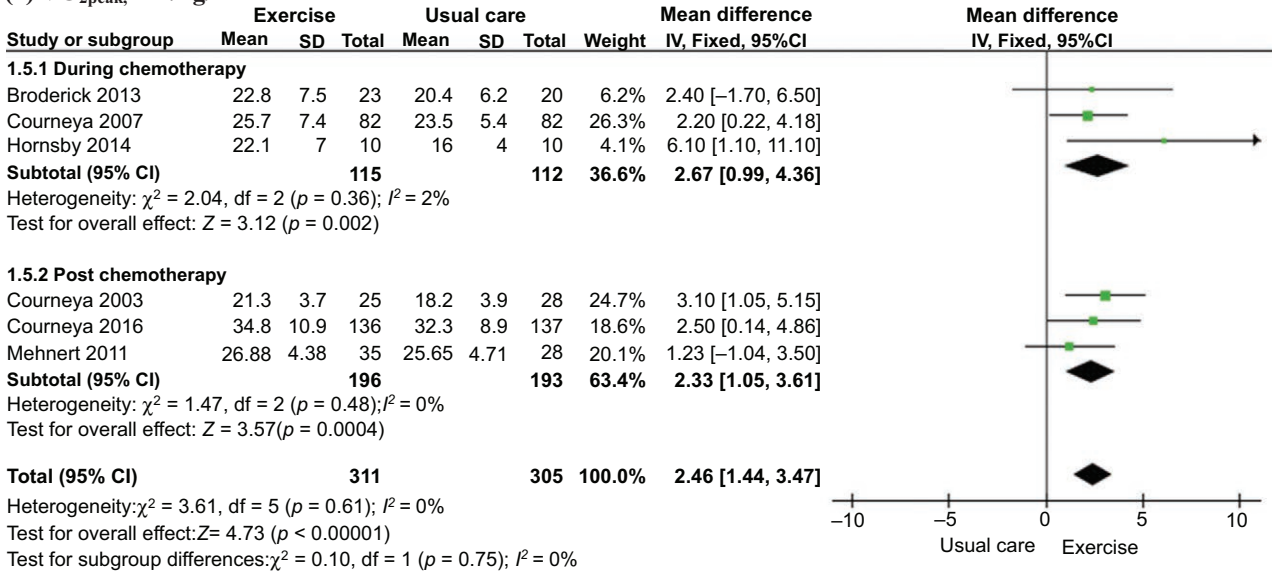 Exercise Usual care Mean difference Mean difference
Study or subgroup Mean SD Total Mean SD Total Weight IV, Fixed, 95%CI IV, Fixed, 95%CI
1.5.1 During chemotherapy
Broderick 2013 22.8 7.5 23 20.4 6.2 20 6.2% 2.40 [–1.70, 6.50]
Courneya 2007 25.7 7.4 82 23.5 5.4 82 26.3% 2.20 [0.22, 4.18]
Hornsby 2014 22.1 7 10 16 4 10 4.1% 6.10 [1.10, 11.10]
Subtotal (95% CI) 115 112 36.6% 2.67 [0.99, 4.36]
Heterogeneity: χ² = 2.04, df = 2 (p = 0.36); I² = 2%
Test for overall effect: Z = 3.12 (p = 0.002)
1.5.2 Post chemotherapy
Courneya 2003 21.3 3.7 25 18.2 3.9 28 24.7% 3.10 [1.05, 5.15]
Courneya 2016 34.8 10.9 136 32.3 8.9 137 18.6% 2.50 [0.14, 4.86]
Mehnert 2011 26.88 4.38 35 25.65 4.71 28 20.1% 1.23 [–1.04, 3.50]
Subtotal (95% CI) 196 193 63.4% 2.33 [1.05, 3.61]
Heterogeneity: χ² = 1.47, df = 2 (p = 0.48);I² = 0%
Test for overall effect: Z = 3.57(p = 0.0004)
Total (95% CI) 311 305 100.0% 2.46 [1.44, 3.47]
Heterogeneity:χ² = 3.61, df = 5 (p = 0.61); I² = 0%
Test for overall effect:Z= 4.73 (p < 0.00001)
Test for subgroup differences:χ² = 0.10, df = 1 (p = 0.75); I² = 0%
–10 –5 0 5 10
Usual care Exercise